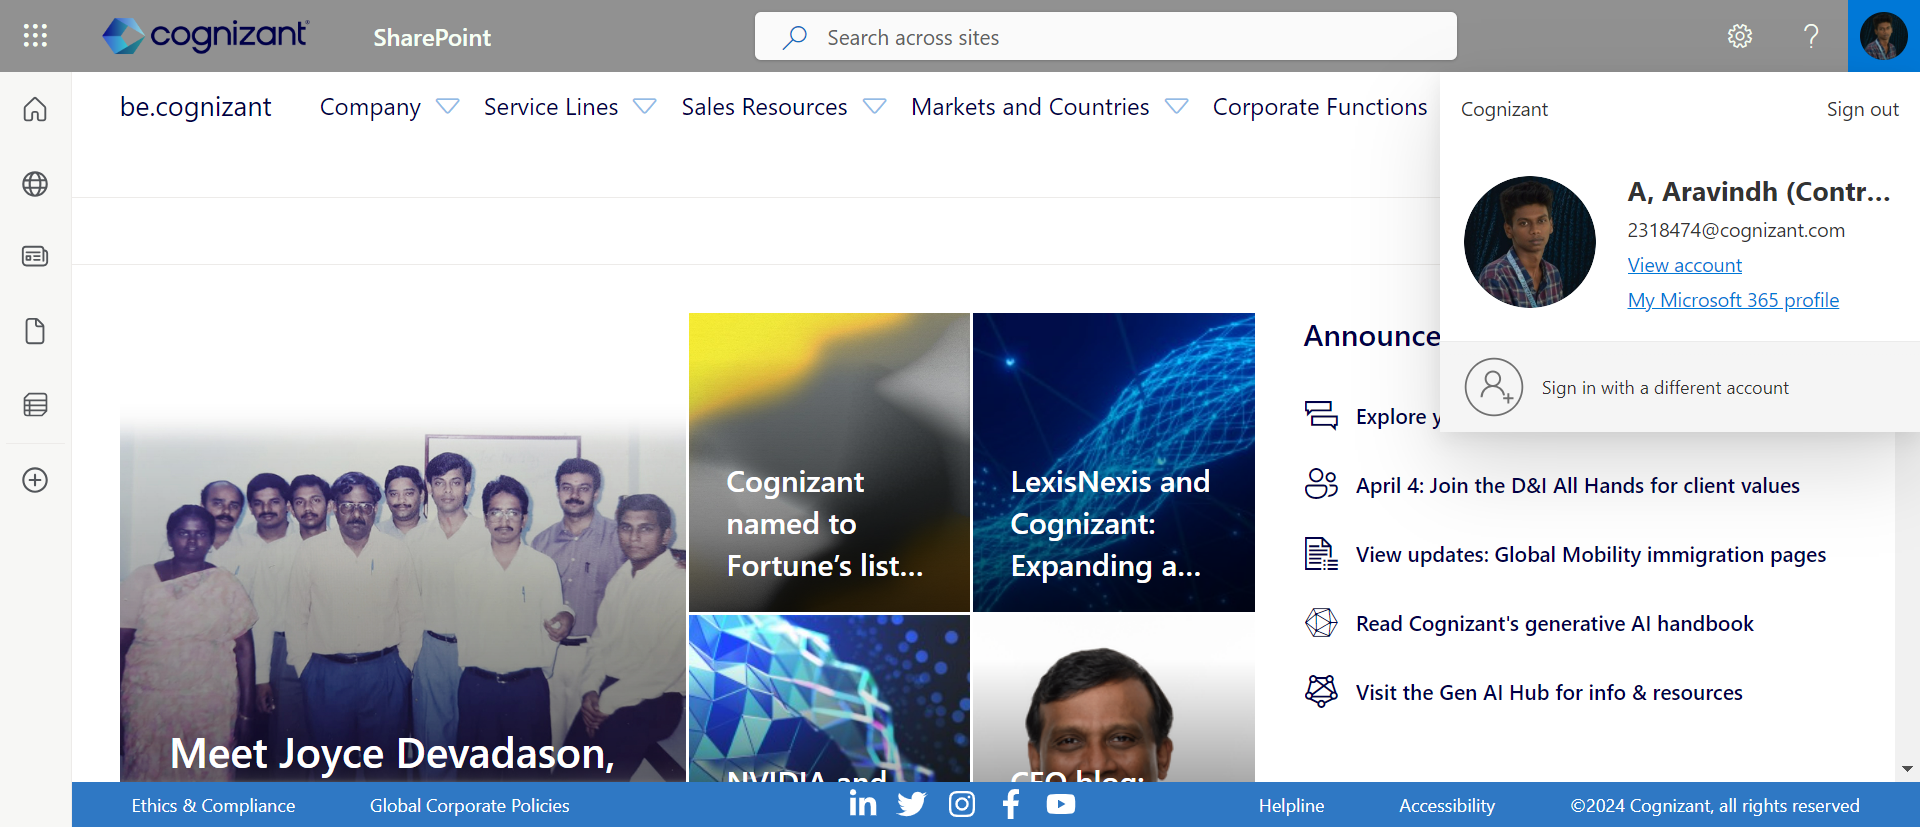 cognizant
SharePoint
Search across sites
be.cognizant
Company
Service Lines
Sales Resources
Markets and Countries
Corporate Functions
Cognizant
Sign out
A, Aravindh (Contr...
2318474@cognizant.com
View account
My Microsoft 365 profile
Sign in with a different account
Meet Joyce Devadason,
Cognizant
named to
Fortune’s list...
LexisNexis and
Cognizant:
Expanding a...
NVIDIA and
CEO blog:
Announce
Explore y
April 4: Join the D&I All Hands for client values
View updates: Global Mobility immigration pages
Read Cognizant's generative AI handbook
Visit the Gen AI Hub for info & resources
Ethics & Compliance
Global Corporate Policies
Helpline
Accessibility
©2024 Cognizant, all rights reserved